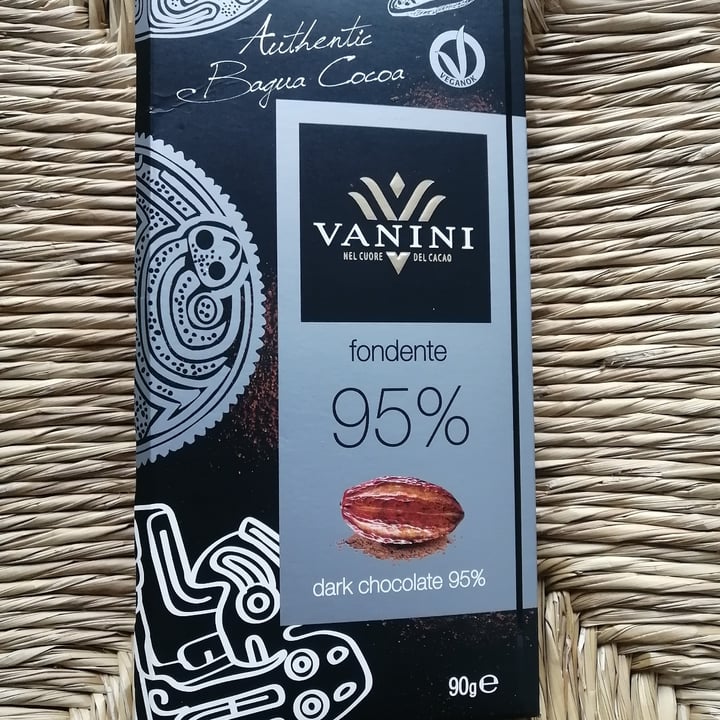 Authentic
Bagua Cocoa
VEGANOK
VANINI
NEL CUORE DEL CACAO
fondente
95%
dark chocolate 95%
90g e